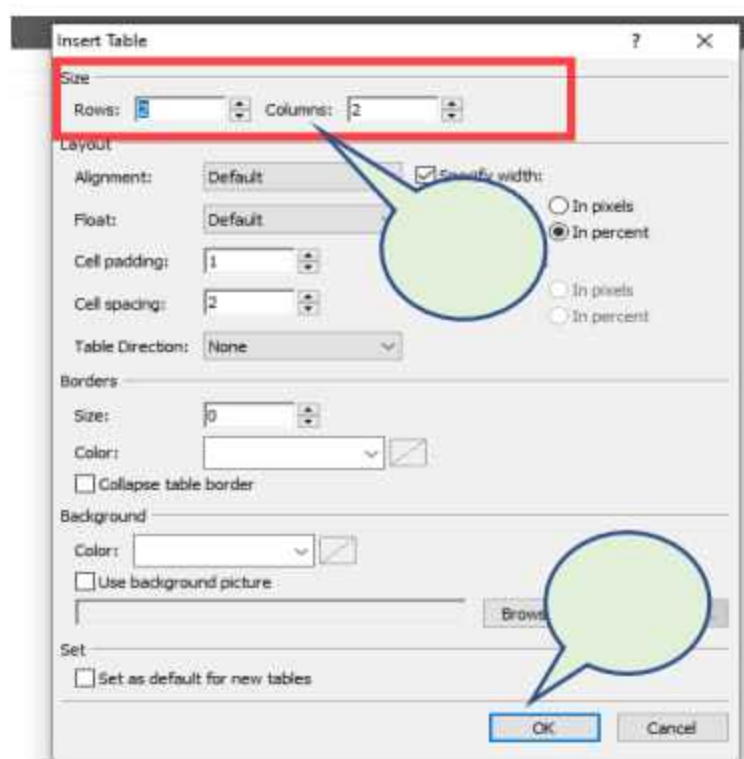 Insert Table ? ×
Size
Rows: 2 Columns: 2
Layout
Alignment: Default width:
Float: Default In pixels
In percent
Cell padding: 1
In pixels
Cell spacing: 2
In percent
Table Direction: None
Borders
Size: 0
Color:
Collapse table border
Background
Color:
Use background picture
Set
Set as default for new tables
OK Cancel